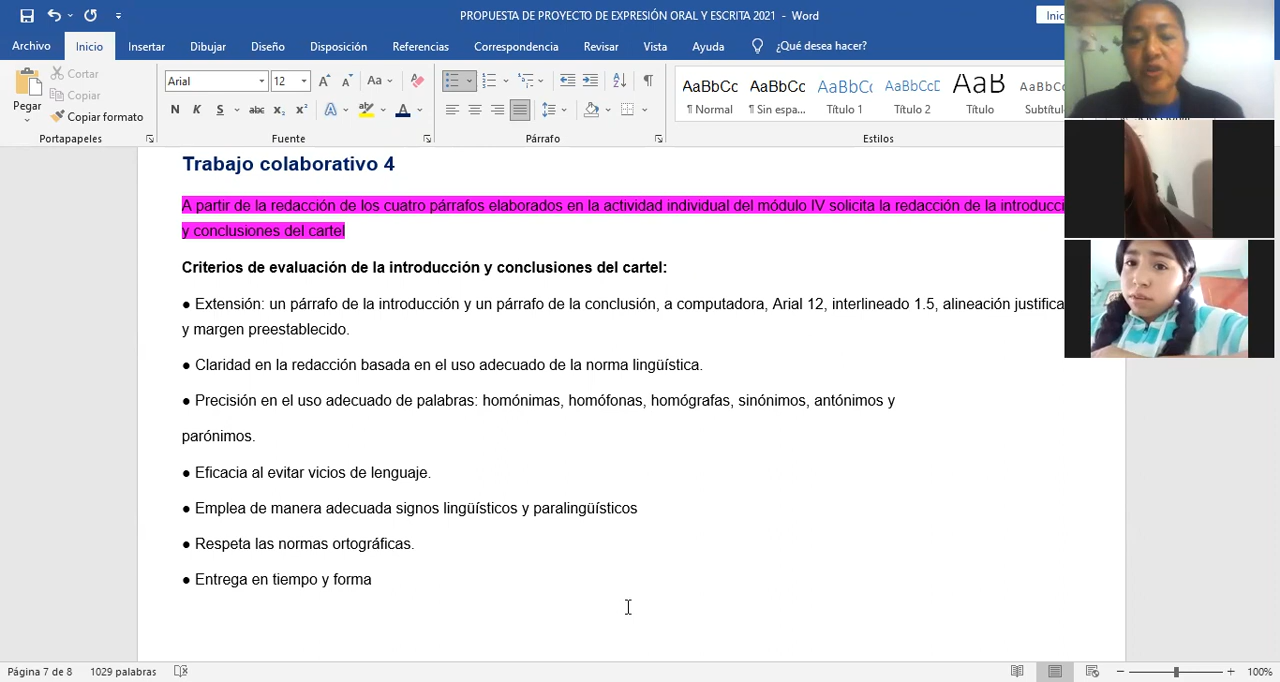 PROPUESTA DE PROYECTO DE EXPRESIÓN ORAL Y ESCRITA 2021 - Word
Inic
Archivo Inicio Insertar Dibujar Diseño Disposición Referencias Correspondencia Revisar Vista Ayuda ¿Qué desea hacer?
Pegar
Cortar
Copiar
Copiar formato
Portapapeles
Arial 12
Aa
N K S abc x₂ x² A A
Fuente
Párrafo
AaBbCc AaBbCc AaBbCc AaBbCcD AaB AaBbCc
¶ Normal ¶ Sin espa... Título 1 Título 2 Título Subtítul
Estilos
Trabajo colaborativo 4
A partir de la redacción de los cuatro párrafos elaborados en la actividad individual del módulo IV solicita la redacción de la introducci
y conclusiones del cartel
Criterios de evaluación de la introducción y conclusiones del cartel:
● Extensión: un párrafo de la introducción y un párrafo de la conclusión, a computadora, Arial 12, interlineado 1.5, alineación justifica
y margen preestablecido.
● Claridad en la redacción basada en el uso adecuado de la norma lingüística.
● Precisión en el uso adecuado de palabras: homónimas, homófonas, homógrafas, sinónimos, antónimos y
parónimos.
● Eficacia al evitar vicios de lenguaje.
● Emplea de manera adecuada signos lingüísticos y paralingüísticos
● Respeta las normas ortográficas.
● Entrega en tiempo y forma
Página 7 de 8 1029 palabras 100%